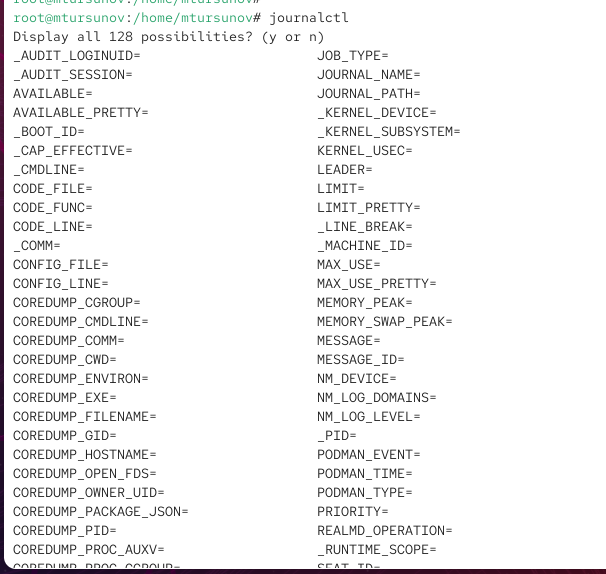 root@mtursunov:/home/mtursunov#
root@mtursunov:/home/mtursunov# journalctl
Display all 128 possibilities? (y or n)
_AUDIT_LOGINUID= JOB_TYPE=
_AUDIT_SESSION= JOURNAL_NAME=
AVAILABLE= JOURNAL_PATH=
AVAILABLE_PRETTY= _KERNEL_DEVICE=
_BOOT_ID= _KERNEL_SUBSYSTEM=
_CAP_EFFECTIVE= KERNEL_USEC=
_CMDLINE= LEADER=
CODE_FILE= LIMIT=
CODE_FUNC= LIMIT_PRETTY=
CODE_LINE= _LINE_BREAK=
_COMM= _MACHINE_ID=
CONFIG_FILE= MAX_USE=
CONFIG_LINE= MAX_USE_PRETTY=
COREDUMP_CGROUP= MEMORY_PEAK=
COREDUMP_CMDLINE= MEMORY_SWAP_PEAK=
COREDUMP_COMM= MESSAGE=
COREDUMP_CWD= MESSAGE_ID=
COREDUMP_ENVIRON= NM_DEVICE=
COREDUMP_EXE= NM_LOG_DOMAINS=
COREDUMP_FILENAME= NM_LOG_LEVEL=
COREDUMP_GID= _PID=
COREDUMP_HOSTNAME= PODMAN_EVENT=
COREDUMP_OPEN_FDS= PODMAN_TIME=
COREDUMP_OWNER_UID= PODMAN_TYPE=
COREDUMP_PACKAGE_JSON= PRIORITY=
COREDUMP_PID= REALMD_OPERATION=
COREDUMP_PROC_AUXV= _RUNTIME_SCOPE=
COREDUMP_PROC_CGROUP= SEAT_ID=